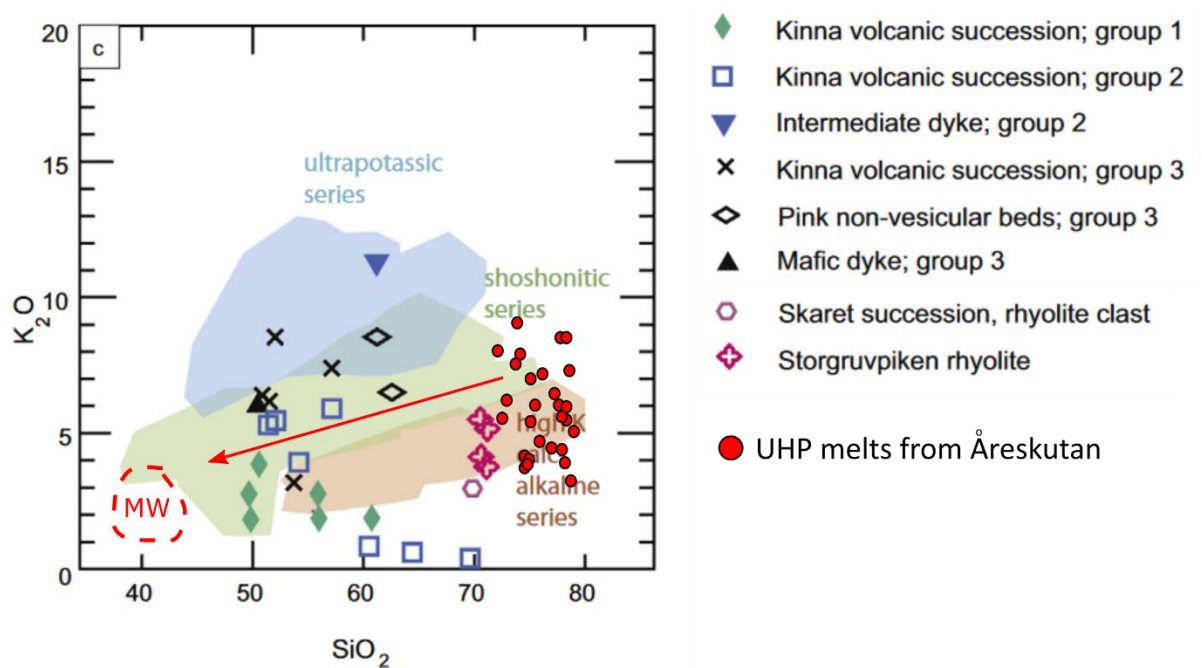 c
20
15
10
5
0
K₂O
40
50
60
70
80
SiO₂
ultrapotassic
series
shoshonitic
series
high K
calc
alkaline
series
MW
Kinna volcanic succession; group 1
Kinna volcanic succession; group 2
Intermediate dyke; group 2
Kinna volcanic succession; group 3
Pink non-vesicular beds; group 3
Mafic dyke; group 3
Skaret succession, rhyolite clast
Storgruvpiken rhyolite
UHP melts from Åreskutan